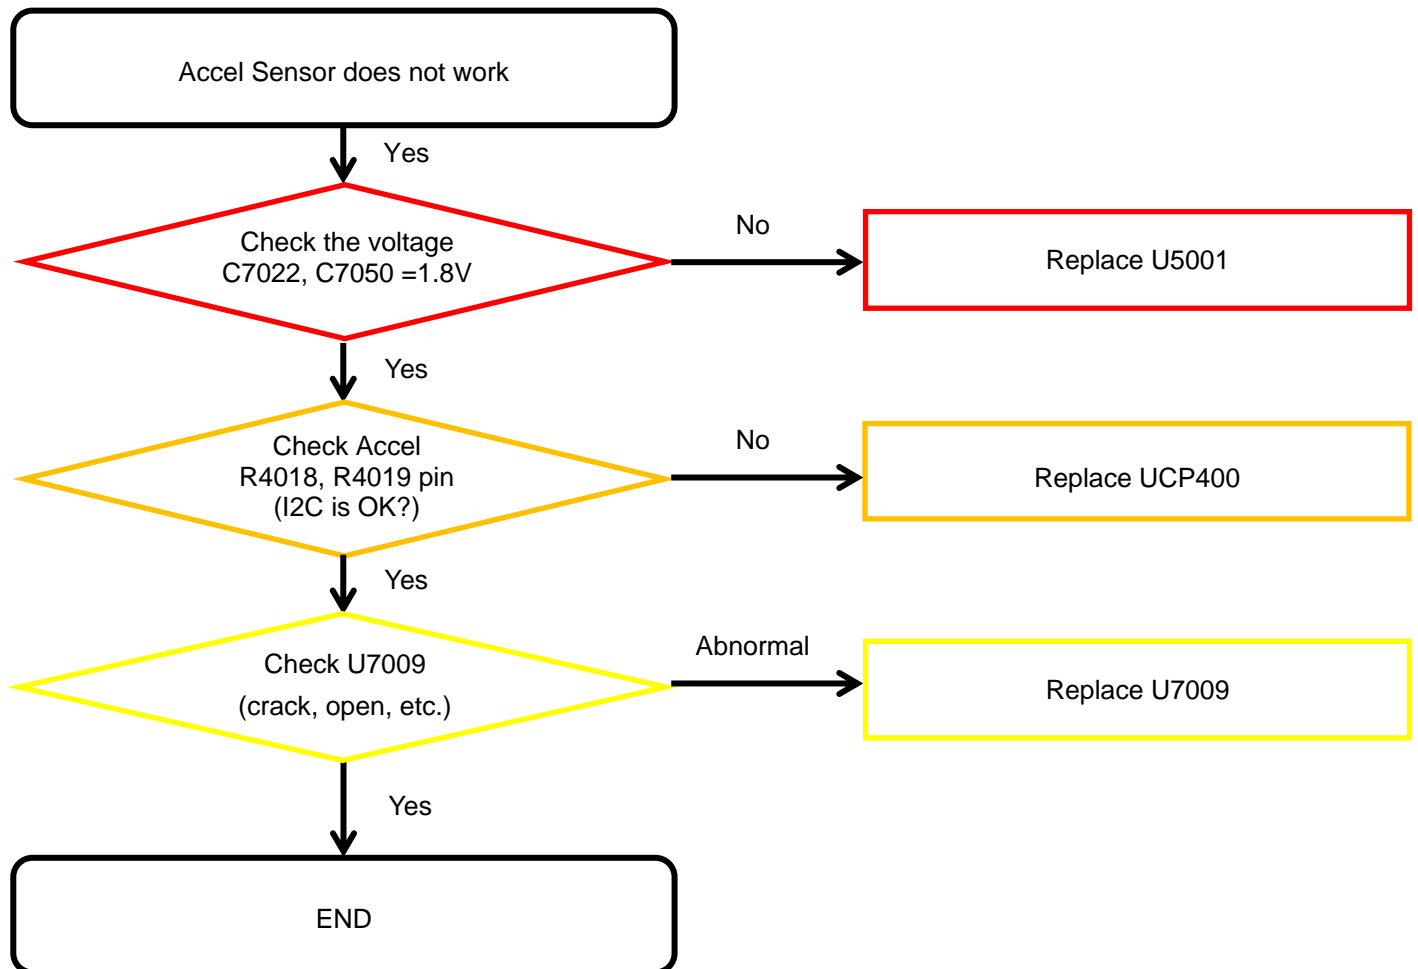 Accel Sensor does not work
Yes
Check the voltage
C7022, C7050 =1.8V
No
Replace U5001
Yes
Check Accel
R4018, R4019 pin
(I2C is OK?)
No
Replace UCP400
Yes
Check U7009
(crack, open, etc.)
Abnormal
Replace U7009
Yes
END